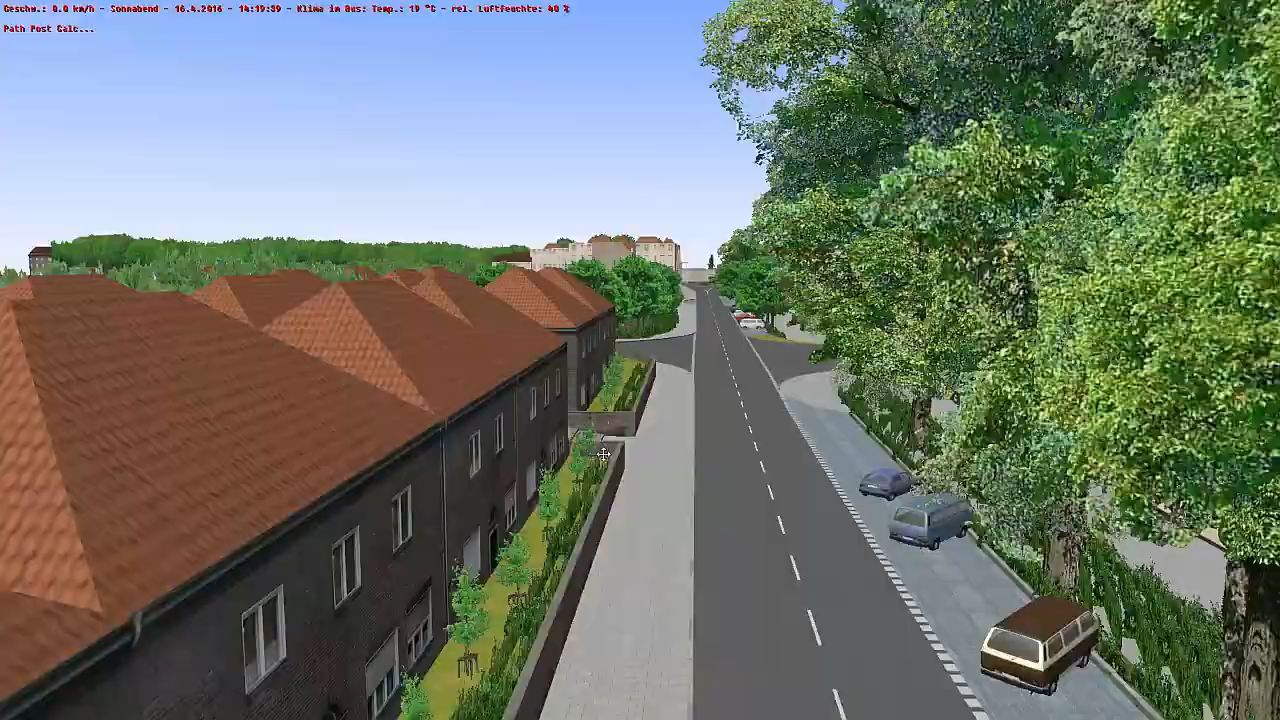 Geschw.: 0.0 km/h - Sonnabend - 16.4.2016 - 14:19:39 - Klima im Bus: Temp.: 19 °C - rel. Luftfeuchte: 40 %
Path Post Calc...